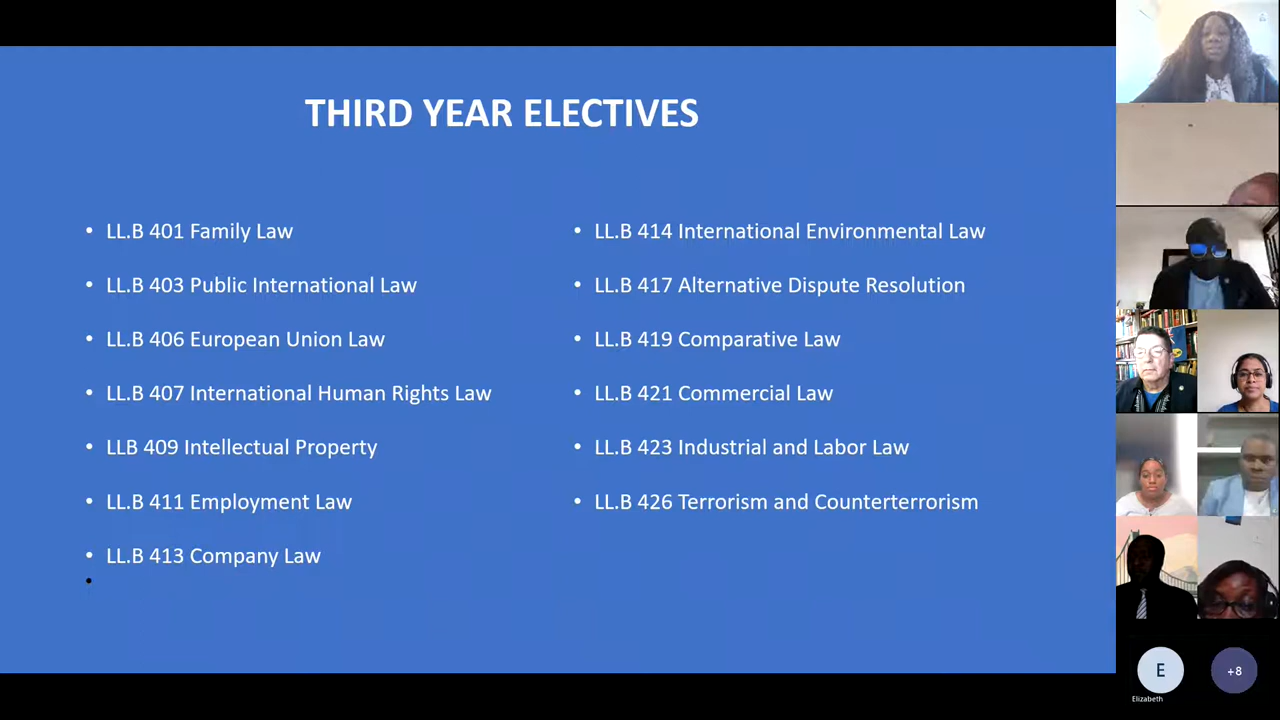 THIRD YEAR ELECTIVES
• LL.B 401 Family Law
• LL.B 403 Public International Law
• LL.B 406 European Union Law
• LL.B 407 International Human Rights Law
• LLB 409 Intellectual Property
• LL.B 411 Employment Law
• LL.B 413 Company Law
•
• LL.B 414 International Environmental Law
• LL.B 417 Alternative Dispute Resolution
• LL.B 419 Comparative Law
• LL.B 421 Commercial Law
• LL.B 423 Industrial and Labor Law
• LL.B 426 Terrorism and Counterterrorism
E
+8
Elizabeth